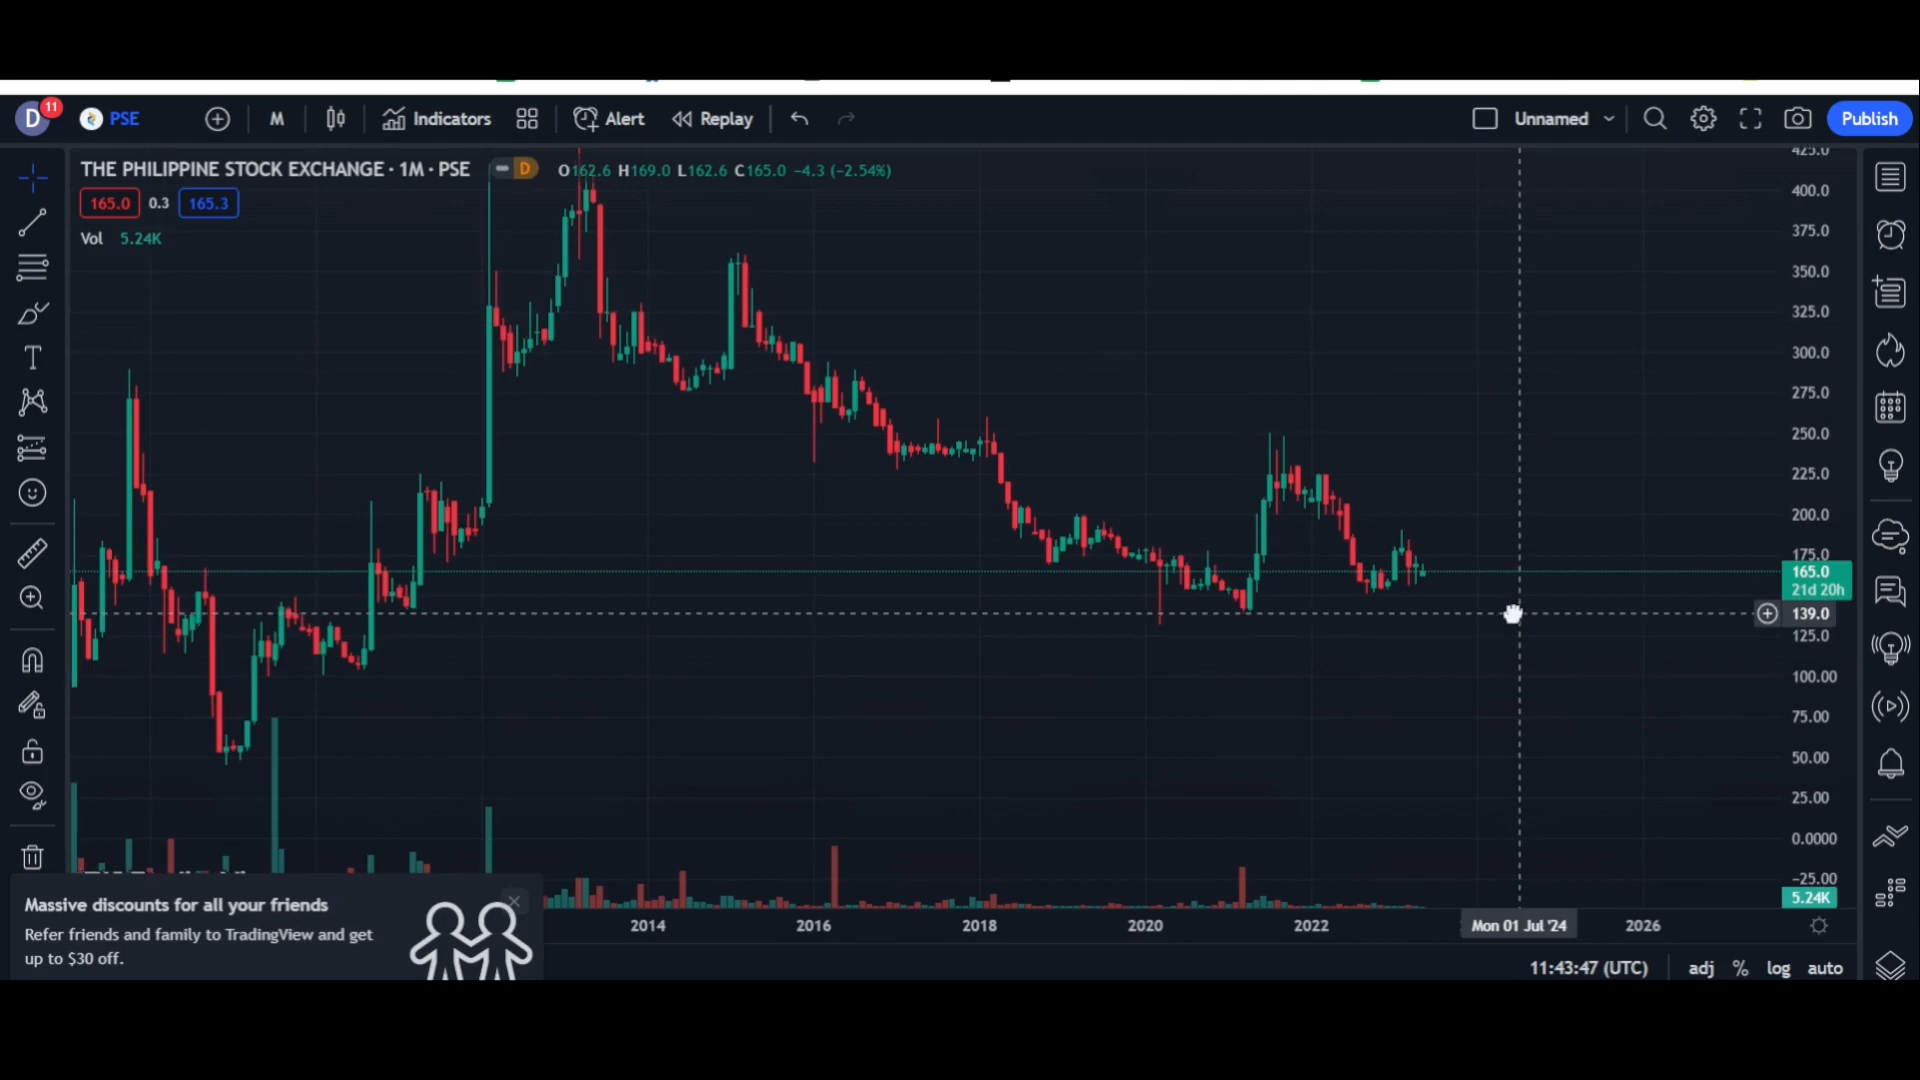 D 11 PSE M Indicators Alert Replay Unnamed Publish
THE PHILIPPINE STOCK EXCHANGE · 1M · PSE D O162.6 H169.0 L162.6 C165.0 −4.3 (−2.54%)
165.0 0.3 165.3
Vol 5.24K
425.0
400.0
375.0
350.0
325.0
300.0
275.0
250.0
225.0
200.0
175.0
165.0
21d 20h
139.0
125.0
100.00
75.00
50.00
25.00
0.0000
−25.00
5.24K
2014 2016 2018 2020 2022 Mon 01 Jul '24 2026
Massive discounts for all your friends
Refer friends and family to TradingView and get
up to $30 off.
11:43:47 (UTC) adj % log auto